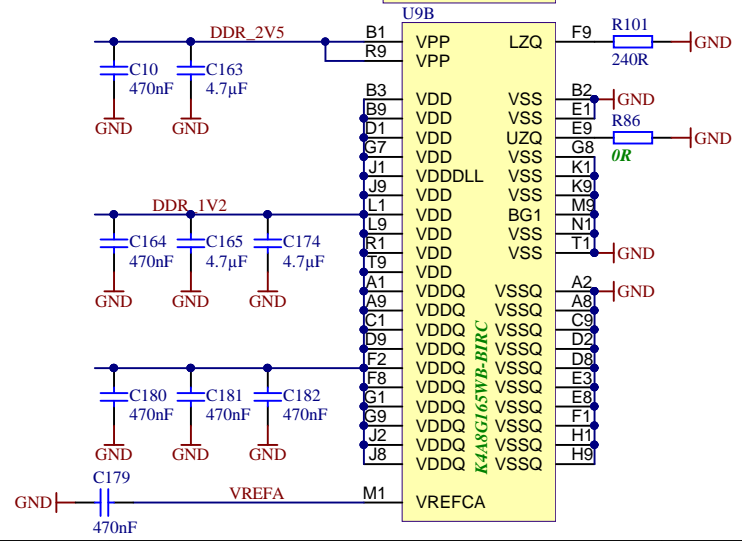 U9B
DDR_2V5 B1 VPP LZQ F9 R101 GND
R9 VPP 240R
C10 C163
470nF 4.7µF
GND GND
B3 VDD VSS B2 GND
B9 VDD VSS E1 R86
D1 VDD UZQ E9 GND
G7 VDD VSS G8 0R
J1 VDDDLL VSS K1
J9 VDD VSS K9
DDR_1V2 L1 VDD BG1 M9
L9 VDD VSS N1
R1 VDD VSS T1 GND
T9 VDD
C164 C165 C174
470nF 4.7µF 4.7µF
GND GND GND
A1 VDDQ VSSQ A2 GND
A9 VDDQ VSSQ A8
C1 VDDQ VSSQ C9
D9 VDDQ VSSQ D2
F2 VDDQ VSSQ D8
F8 VDDQ VSSQ E3
G1 VDDQ VSSQ E8
G9 VDDQ VSSQ F1
J2 VDDQ VSSQ H1
J8 VDDQ VSSQ H9
K4A8G165WB-BIRC
C180 C181 C182
470nF 470nF 470nF
GND GND GND
C179
GND VREFA M1 VREFCA
470nF